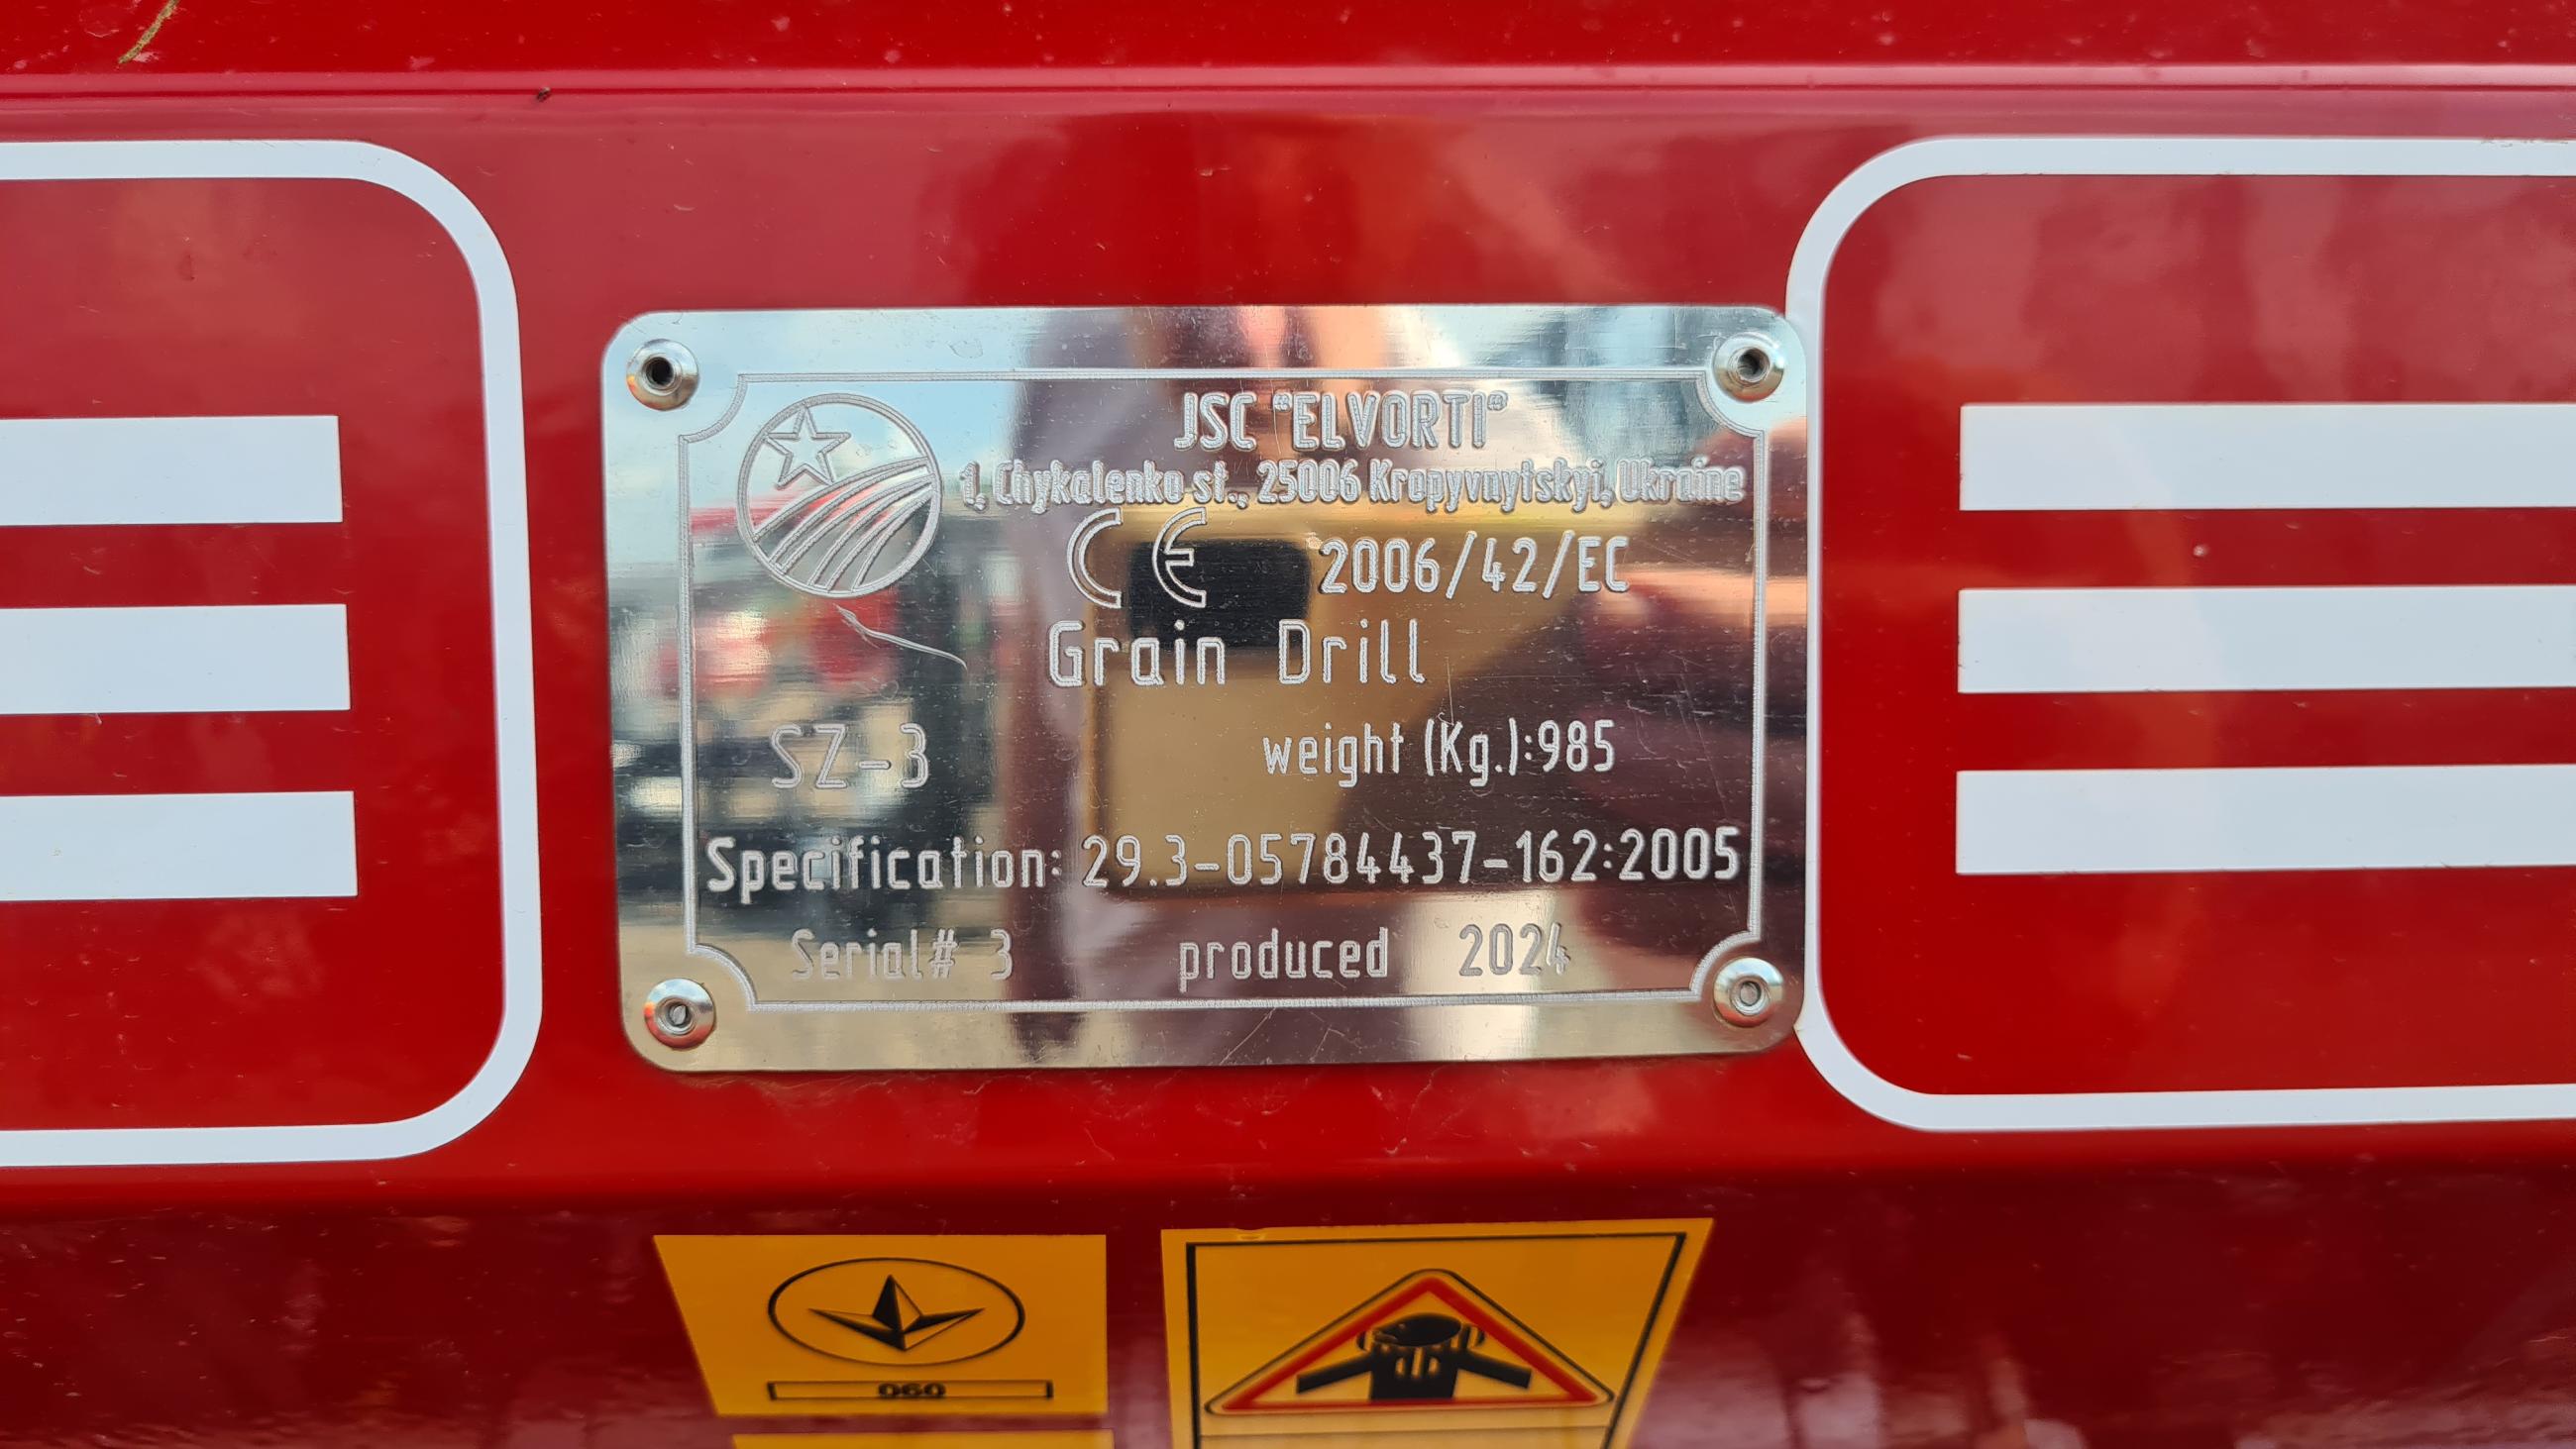 JSC "ELVORTI"
1, Chykalenko st., 25006 Kropyvnytskyi, Ukraine
CE 2006/42/EC
Grain Drill
SZ-3 weight (Kg.):985
Specification: 29.3-05784437-162:2005
Serial# 3 produced 2024
060